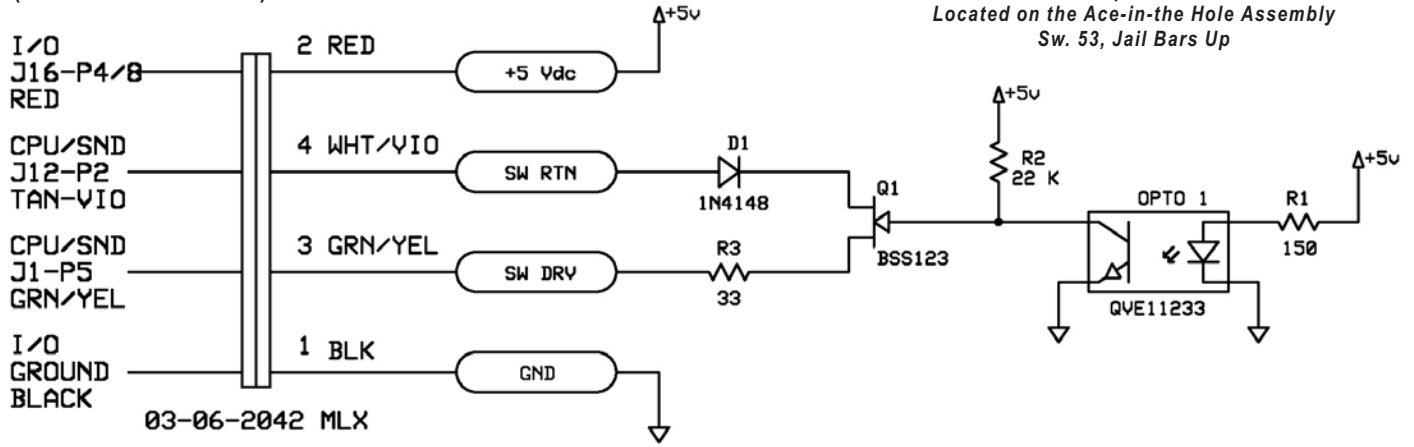 Located on the Ace-in-the Hole Assembly
Sw. 53, Jail Bars Up
+5v
I/O
J16-P4/8
RED
2 RED
+5 Vdc
CPU/SND
J12-P2
TAN-VIO
4 WHT/VIO
SW RTN
D1
1N4148
Q1
BSS123
+5v
R2
22 K
OPTO 1
QVE11233
R1
150
+5v
CPU/SND
J1-P5
GRN/YEL
3 GRN/YEL
SW DRV
R3
33
I/O
GROUND
BLACK
1 BLK
GND
03-06-2042 MLX